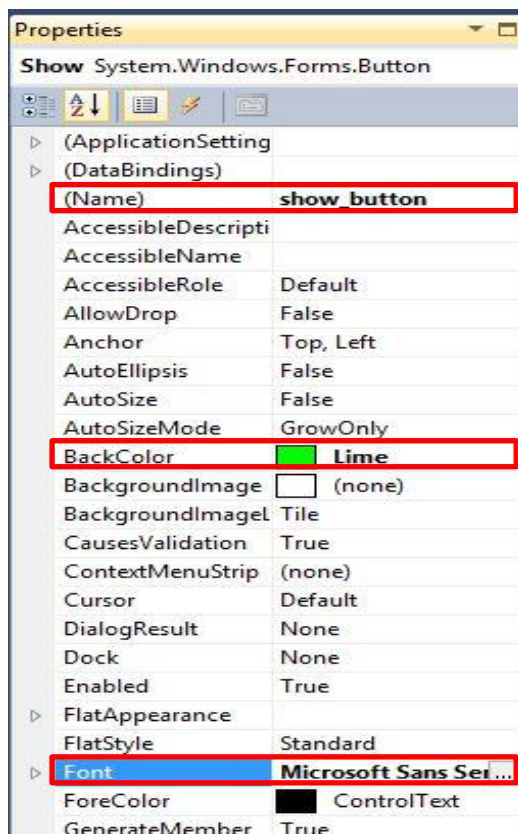 Properties
Show System.Windows.Forms.Button
(ApplicationSetting
(DataBindings)
(Name) show_button
AccessibleDescripti
AccessibleName
AccessibleRole Default
AllowDrop False
Anchor Top, Left
AutoEllipsis False
AutoSize False
AutoSizeMode GrowOnly
BackColor Lime
BackgroundImage (none)
BackgroundImageL Tile
CausesValidation True
ContextMenuStrip (none)
Cursor Default
DialogResult None
Dock None
Enabled True
FlatAppearance
FlatStyle Standard
Font Microsoft Sans Ser ...
ForeColor ControlText
GenerateMember True